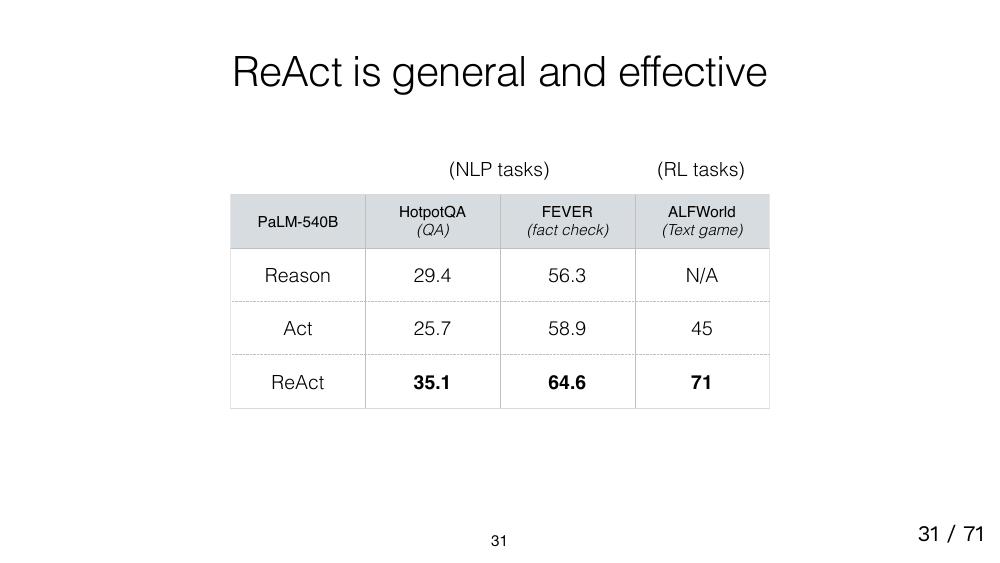 ReAct is general and effective
(NLP tasks) (RL tasks)
PaLM-540B HotpotQA FEVER ALFWorld
(QA) (fact check) (Text game)
Reason 29.4 56.3 N/A
Act 25.7 58.9 45
ReAct 35.1 64.6 71
31
31 / 71